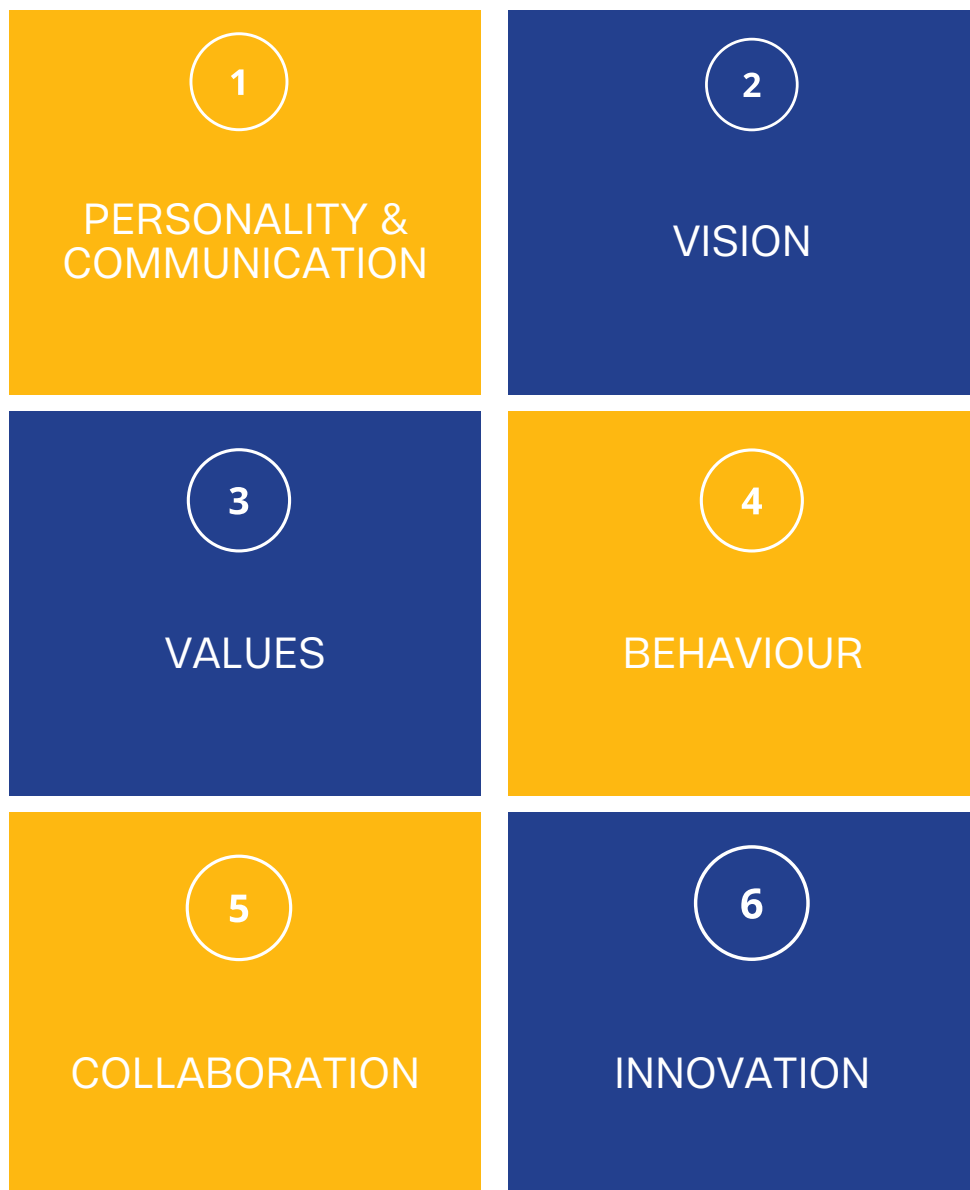 1
PERSONALITY &
COMMUNICATION
2
VISION
3
VALUES
4
BEHAVIOUR
5
COLLABORATION
6
INNOVATION